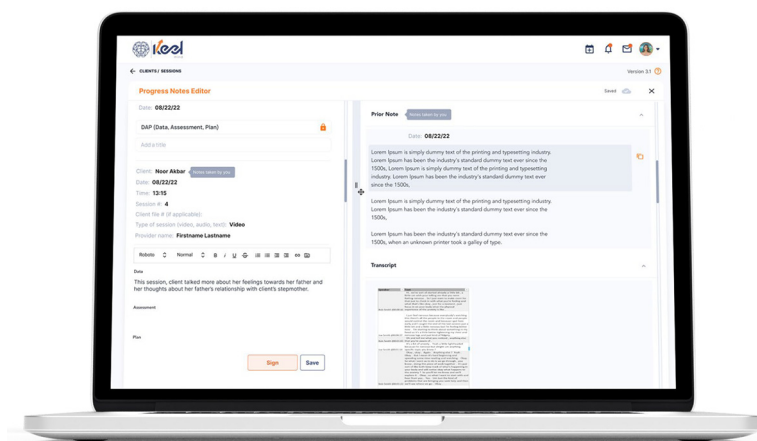 Keel
CLIENTS / SESSIONS
Version 3.1
Progress Notes Editor
Saved
Date: 08/22/22
DAP (Data, Assessment, Plan)
Add a title
Client: Noor Akbar
Notes taken by you
Date: 08/22/22
Time: 13:15
Session #: 4
Client file # (if applicable):
Type of session (video, audio, text): Video
Provider name: Firstname Lastname
Roboto
Normal
B I U
Data
This session, client talked more about her feelings towards her father and
her thoughts about her father's relationship with client's stepmother.
Assessment
Plan
Sign
Save
Prior Note
Notes taken by you
Date: 08/22/22
Lorem Ipsum is simply dummy text of the printing and typesetting industry.
Lorem Ipsum has been the industry's standard dummy text ever since the
1500s, Lorem Ipsum is simply dummy text of the printing and typesetting
industry. Lorem Ipsum has been the industry's standard dummy text ever
since the 1500s,
Lorem Ipsum is simply dummy text of the printing and typesetting industry.
Lorem Ipsum has been the industry's standard dummy text ever since the
1500s,
Lorem Ipsum has been the industry's standard dummy text ever since the
1500s, when an unknown printer took a galley of type.
Transcript